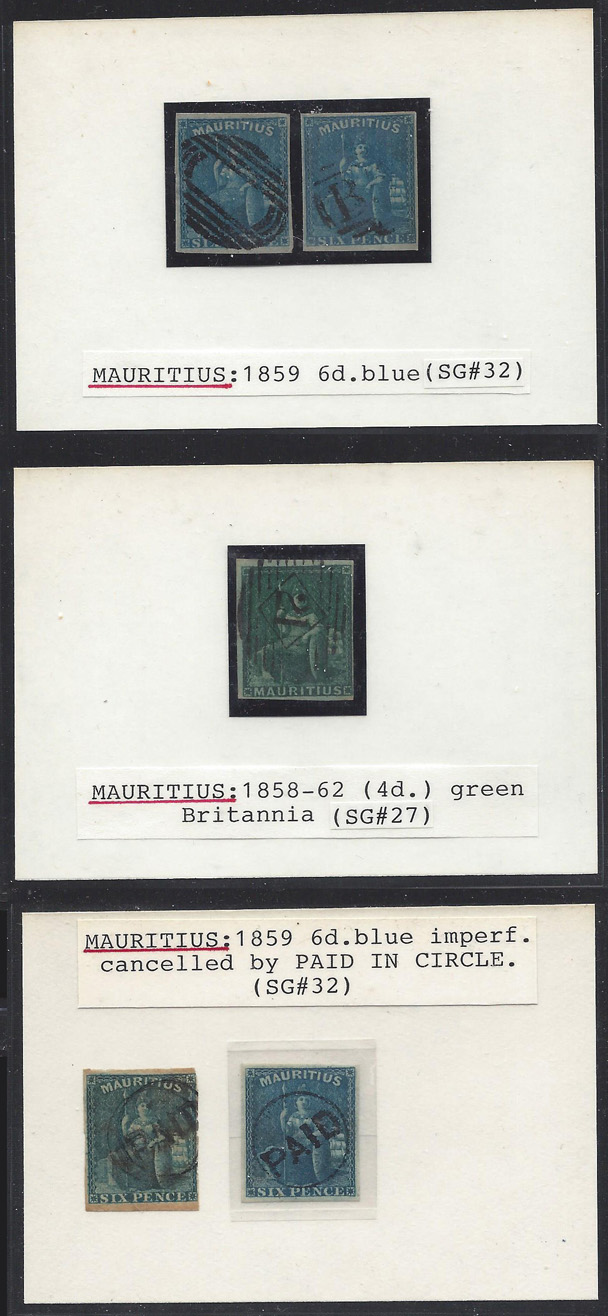 MAURITIUS MAURITIUS
B
SIX PENCE
MAURITIUS:1859 6d.blue(SG#32)
MAURITIUS
MAURITIUS:1858-62 (4d.) green
Britannia (SG#27)
MAURITIUS:1859 6d.blue imperf.
cancelled by PAID IN CIRCLE.
(SG#32)
MAURITIUS MAURITIUS
PAID
SIX PENCE SIX PENCE